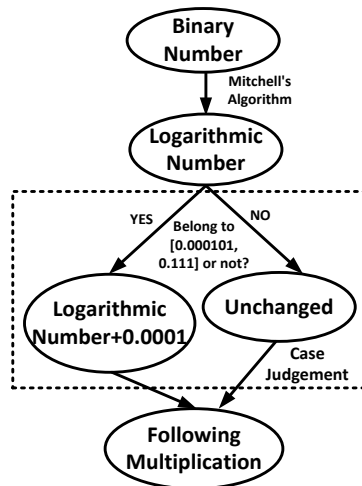 Binary
Number
Mitchell's
Algorithm
Logarithmic
Number
YES
NO
Belong to
[0.000101,
0.111] or not?
Logarithmic
Number+0.0001
Unchanged
Case
Judgement
Following
Multiplication